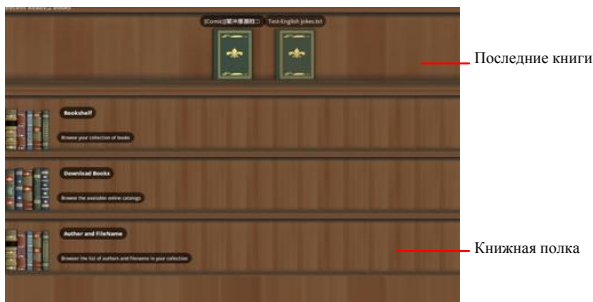 Test-English jokes.txt
Последние книги
Bookshelf
Browse your collection of books
Download Books
Browse the available online catalogs
Author and FileName
Browser the list of authors and filename in your collection
Книжная полка